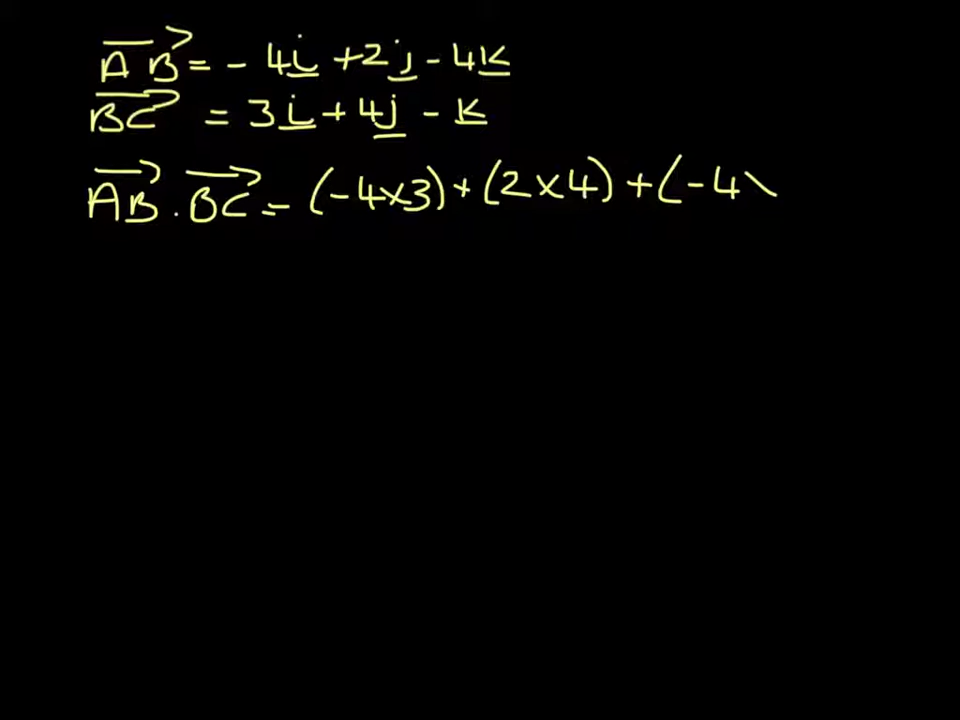 AB = - 4i + 2j - 4k
BC = 3i + 4j - k
AB . BC = (-4x3) + (2x4) + (-4